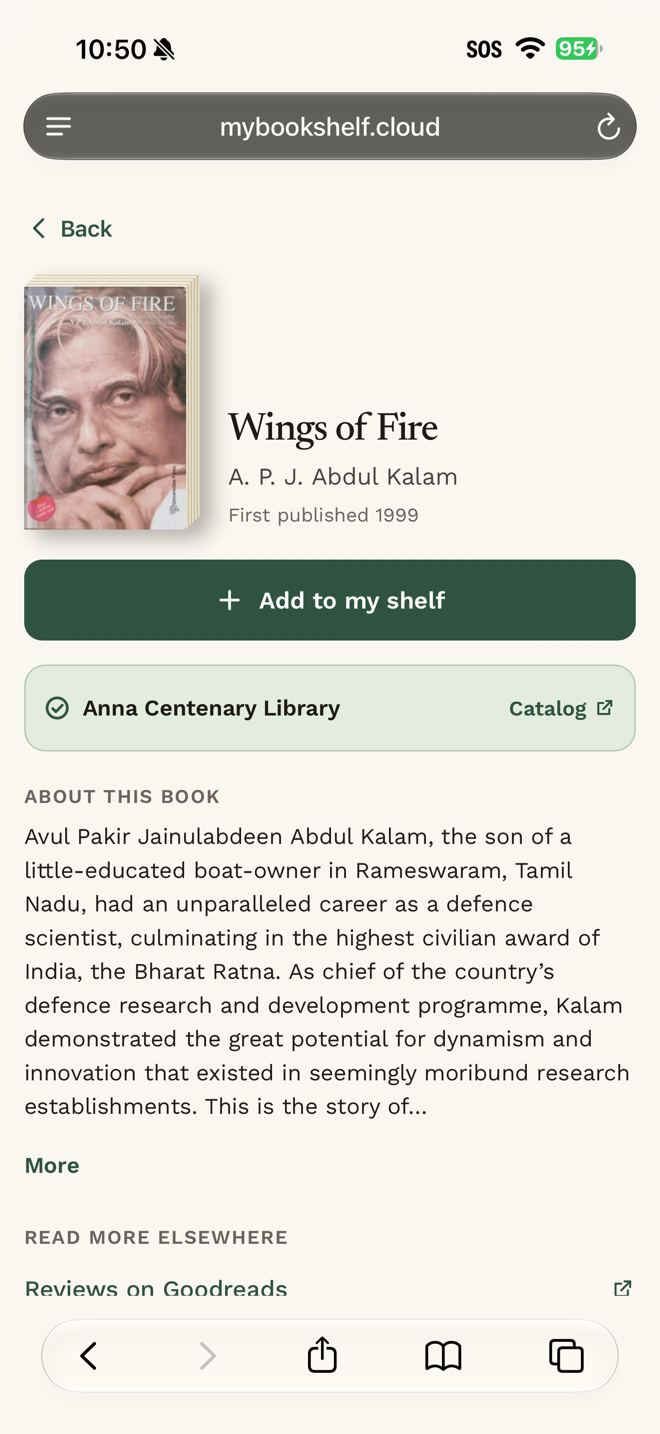 10:50
SOS
95
mybookshelf.cloud
Back
WINGS OF FIRE
Wings of Fire
A. P. J. Abdul Kalam
First published 1999
Add to my shelf
Anna Centenary Library
Catalog
ABOUT THIS BOOK
Avul Pakir Jainulabdeen Abdul Kalam, the son of a
little-educated boat-owner in Rameswaram, Tamil
Nadu, had an unparalleled career as a defence
scientist, culminating in the highest civilian award of
India, the Bharat Ratna. As chief of the country’s
defence research and development programme, Kalam
demonstrated the great potential for dynamism and
innovation that existed in seemingly moribund research
establishments. This is the story of...
More
READ MORE ELSEWHERE
Reviews on Goodreads